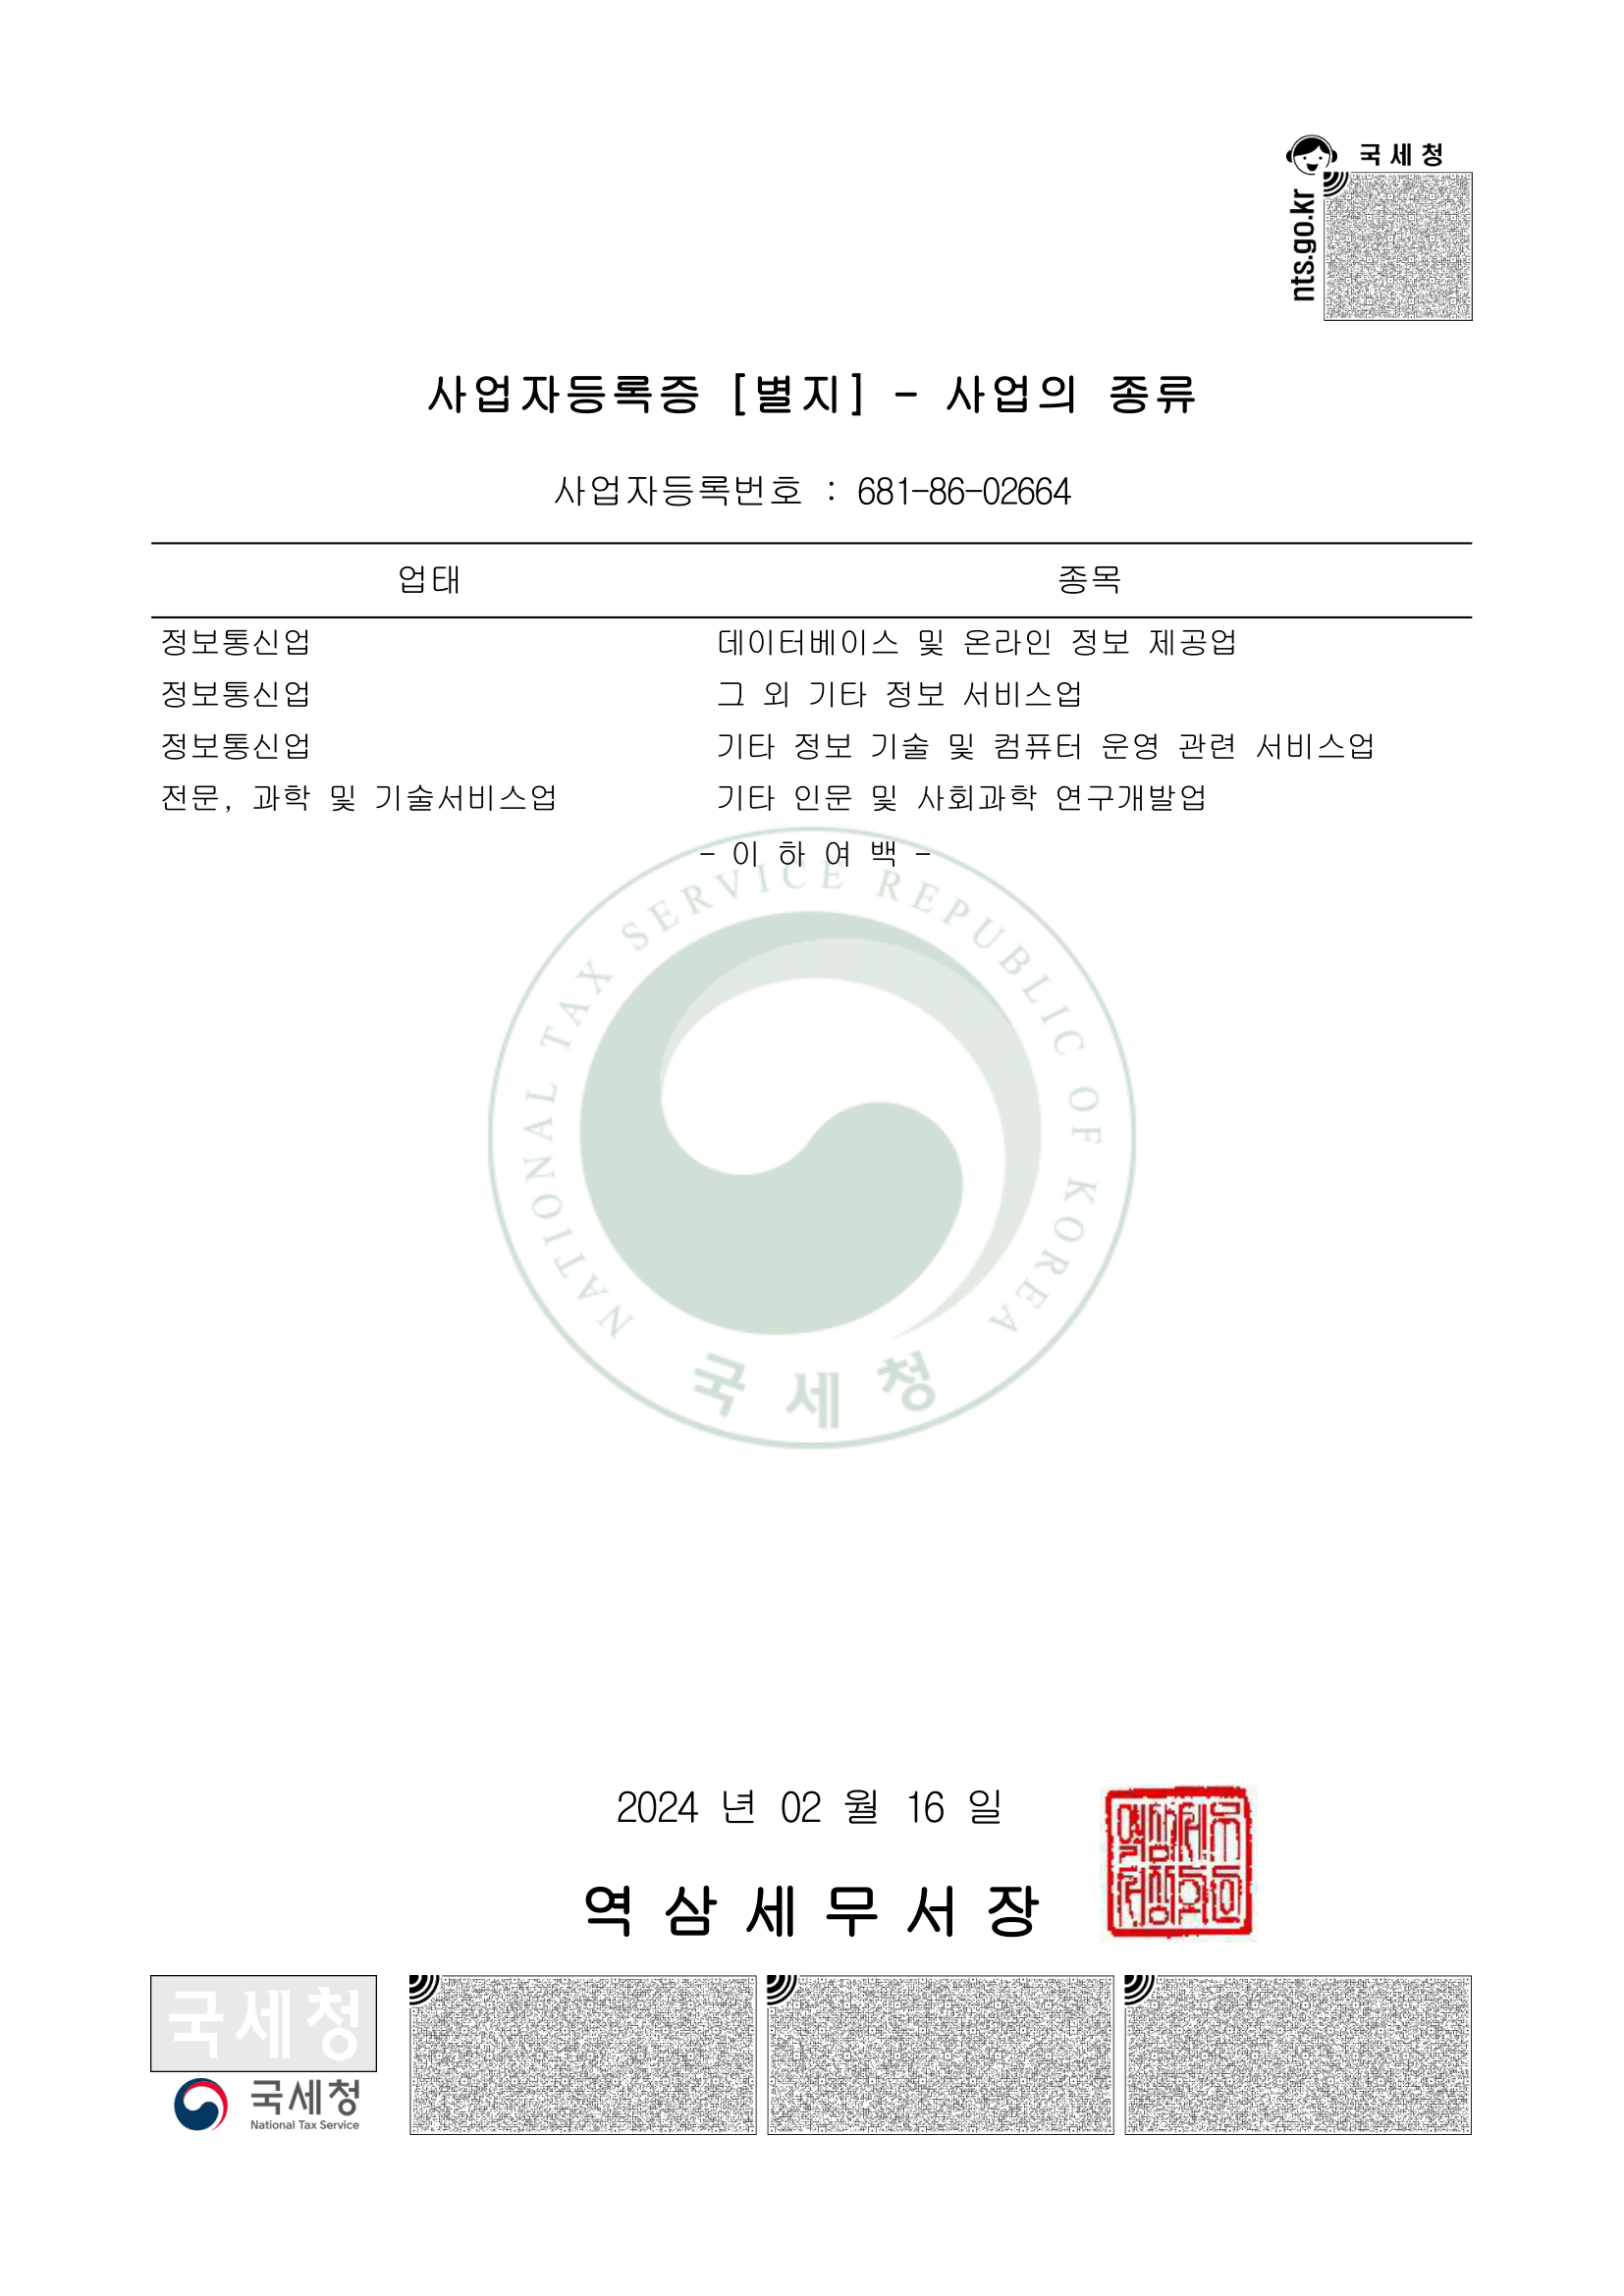 국세청
nts.go.kr
사업자등록증 [별지] - 사업의 종류
사업자등록번호 : 681-86-02664
업태 종목
정보통신업 데이터베이스 및 온라인 정보 제공업
정보통신업 그 외 기타 정보 서비스업
정보통신업 기타 정보 기술 및 컴퓨터 운영 관련 서비스업
전문, 과학 및 기술서비스업 기타 인문 및 사회과학 연구개발업
- 이 하 여 백 -
NATIONAL TAX SERVICE REPUBLIC OF KOREA
국세청
2024 년 02 월 16 일
역삼세무서장
국세청
국세청
National Tax Service